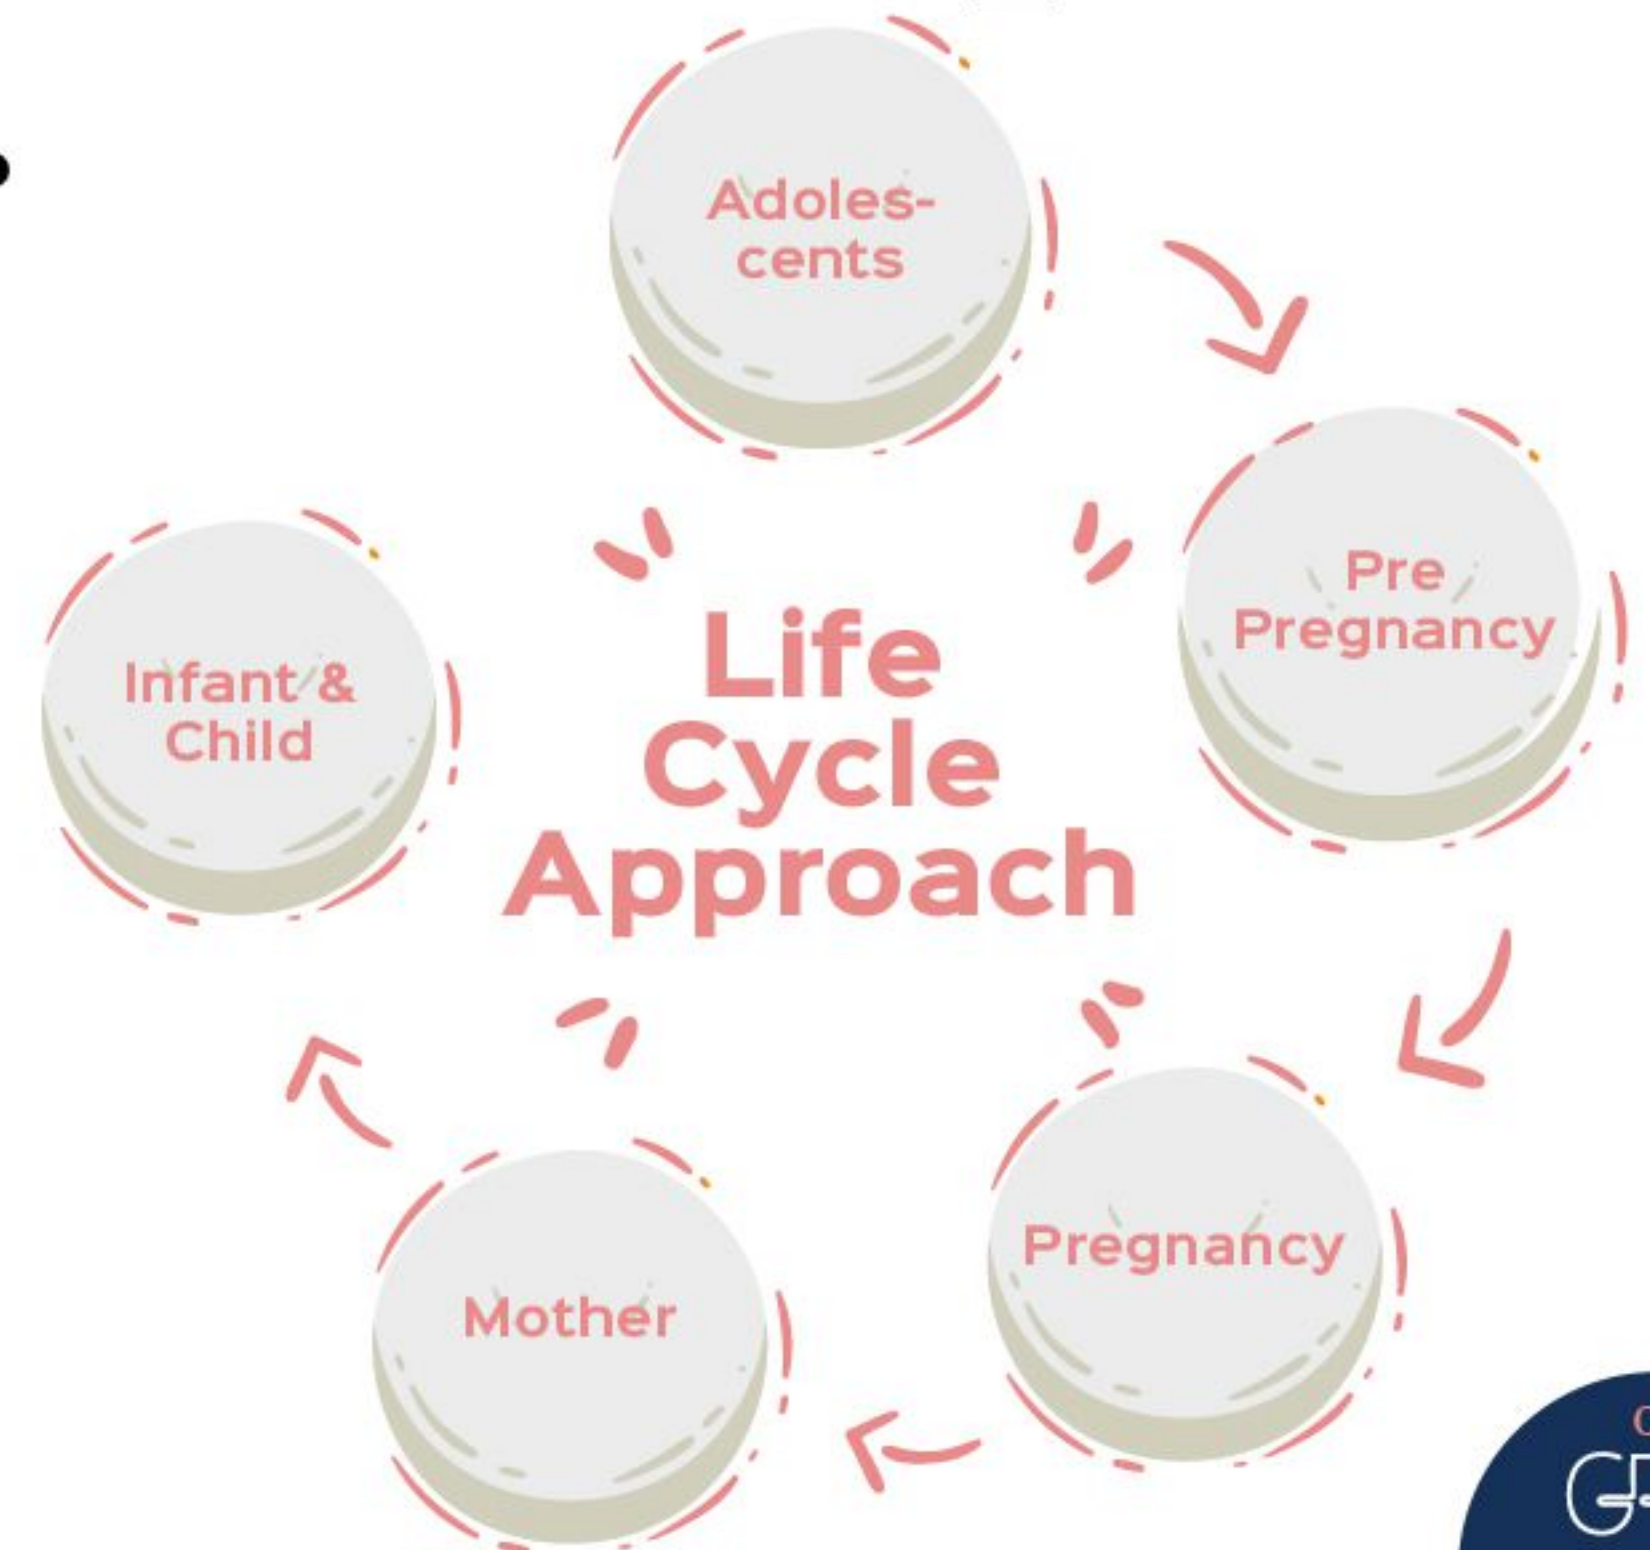 Adoles-
cents
Pre
Pregnancy
Infant &
Child
Life
Cycle
Approach
Pregnancy
Mother